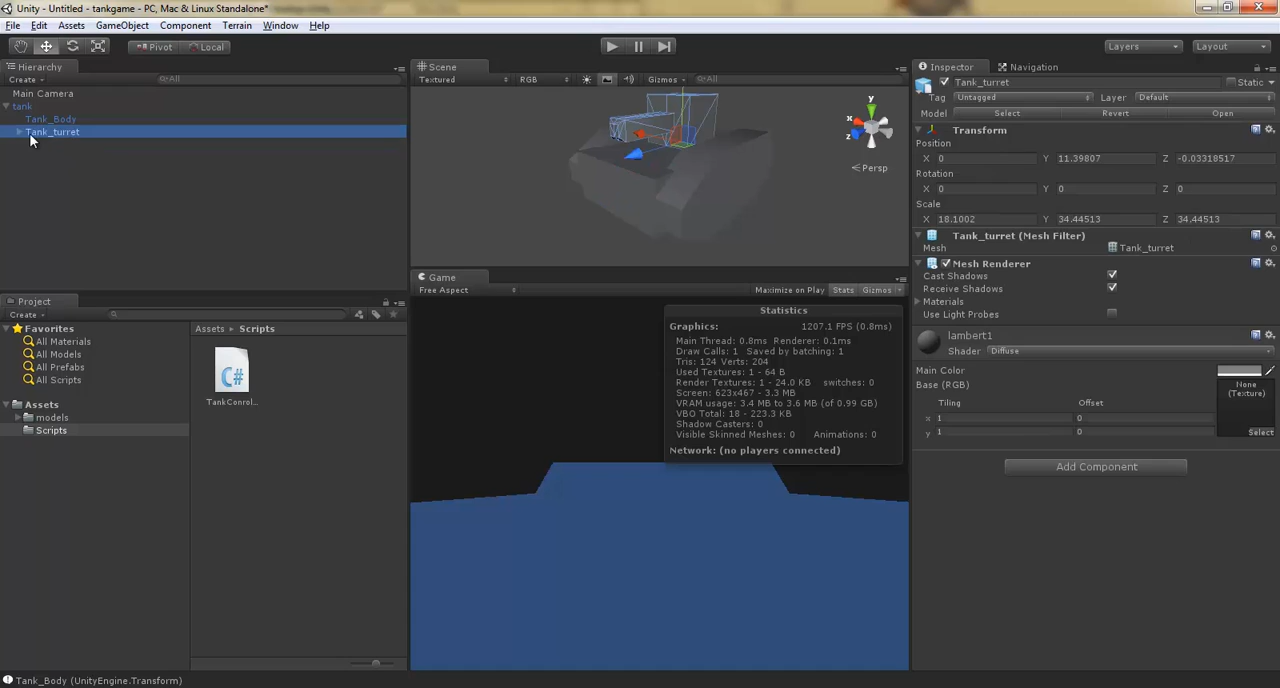 Unity - Untitled - tankgame - PC, Mac & Linux Standalone*
File Edit Assets GameObject Component Terrain Window Help
Pivot Local Layers Layout
Hierarchy
Create All
Main Camera
tank
Tank_Body
Tank_turret
Scene
Textured RGB Gizmos All
y
x
z
Persp
Game
Free Aspect Maximize on Play Stats Gizmos
Statistics
Graphics: 1207.1 FPS (0.8ms)
Main Thread: 0.8ms Renderer: 0.1ms
Draw Calls: 1 Saved by batching: 1
Tris: 124 Verts: 204
Used Textures: 1 - 64 B
Render Textures: 1 - 24.0 KB switches: 0
Screen: 623x467 - 3.3 MB
VRAM usage: 3.4 MB to 3.6 MB (of 0.99 GB)
VBO Total: 18 - 223.3 KB
Shadow Casters: 0
Visible Skinned Meshes: 0 Animations: 0
Network: (no players connected)
Project
Create
Favorites
All Materials
All Models
All Prefabs
All Scripts
Assets
models
Scripts
Assets Scripts
C#
TankConrol...
Inspector Navigation
Tank_turret Static
Tag Untagged Layer Default
Model Select Revert Open
Transform
Position
X 0 Y 11.39807 Z -0.03318517
Rotation
X 0 Y 0 Z 0
Scale
X 18.1002 Y 34.44513 Z 34.44513
Tank_turret (Mesh Filter)
Mesh Tank_turret
Mesh Renderer
Cast Shadows
Receive Shadows
Materials
Use Light Probes
lambert1
Shader Diffuse
Main Color
Base (RGB) None
(Texture)
Tiling Offset
x 1 0
y 1 0
Select
Add Component
Tank_Body (UnityEngine.Transform)